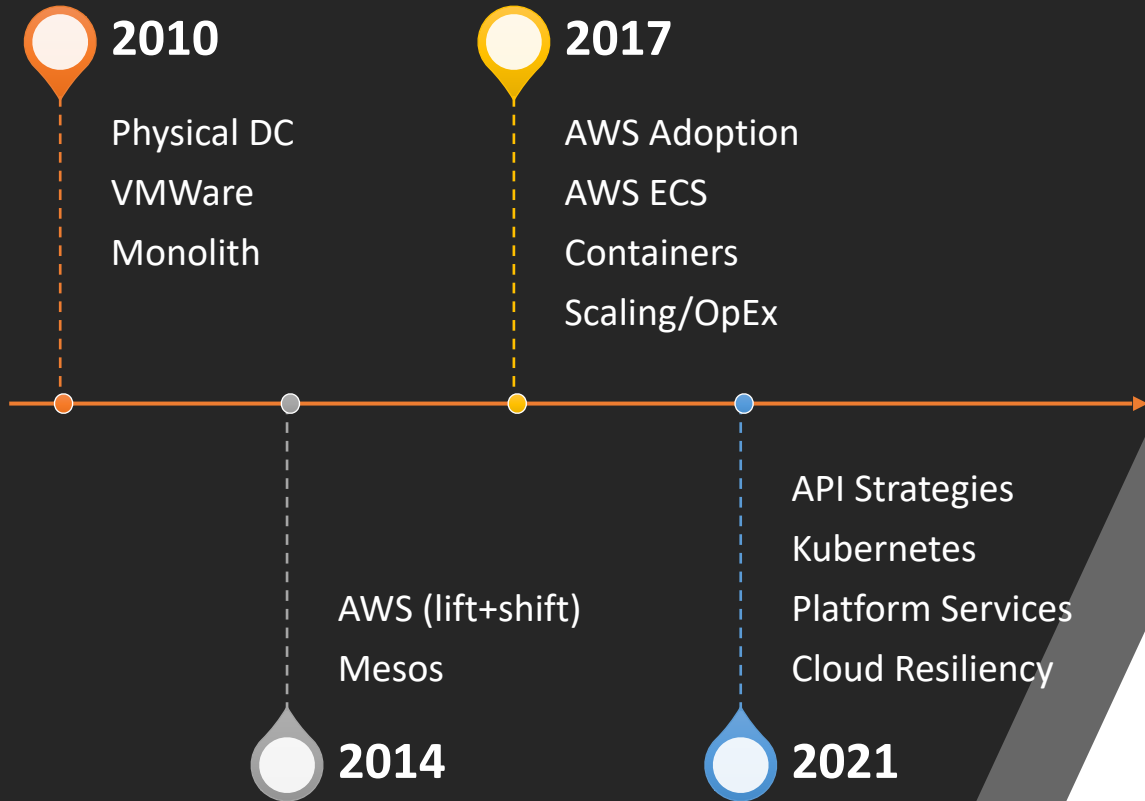 2010
Physical DC
VMWare
Monolith
2017
AWS Adoption
AWS ECS
Containers
Scaling/OpEx
AWS (lift+shift)
Mesos
2014
API Strategies
Kubernetes
Platform Services
Cloud Resiliency
2021